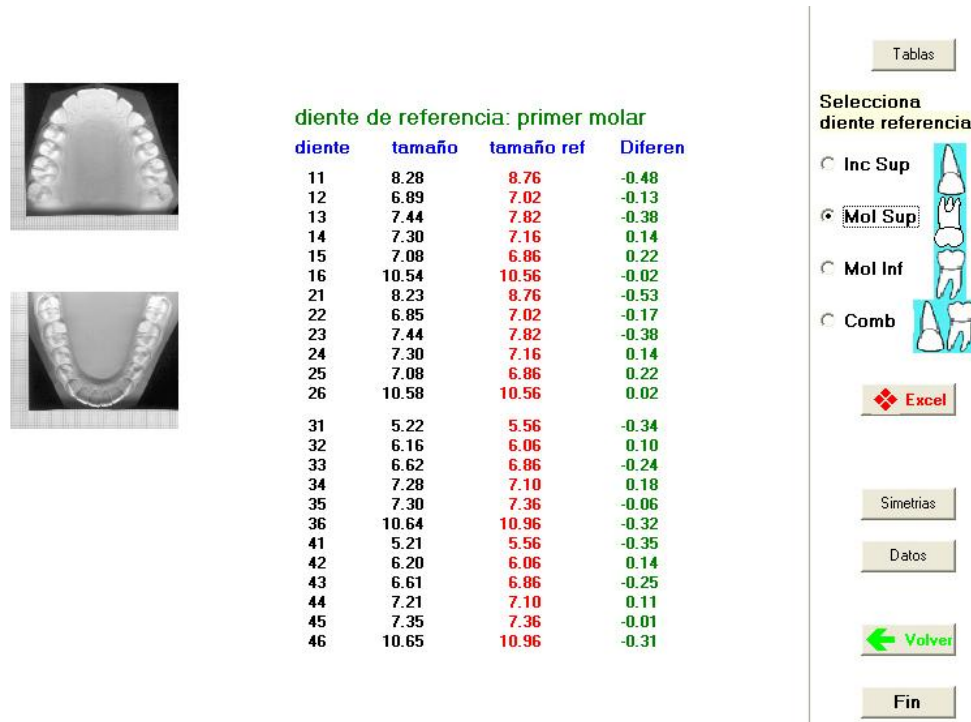 diente de referencia: primer molar
diente tamaño tamaño ref Diferen
11 8.28 8.76 -0.48
12 6.89 7.02 -0.13
13 7.44 7.82 -0.38
14 7.30 7.16 0.14
15 7.08 6.86 0.22
16 10.54 10.56 -0.02
21 8.23 8.76 -0.53
22 6.85 7.02 -0.17
23 7.44 7.82 -0.38
24 7.30 7.16 0.14
25 7.08 6.86 0.22
26 10.58 10.56 0.02
31 5.22 5.56 -0.34
32 6.16 6.06 0.10
33 6.62 6.86 -0.24
34 7.28 7.10 0.18
35 7.30 7.36 -0.06
36 10.64 10.96 -0.32
41 5.21 5.56 -0.35
42 6.20 6.06 0.14
43 6.61 6.86 -0.25
44 7.21 7.10 0.11
45 7.35 7.36 -0.01
46 10.65 10.96 -0.31
Tablas
Selecciona
diente referencia
Inc Sup
Mol Sup
Mol Inf
Comb
Excel
Simetrias
Datos
Volver
Fin